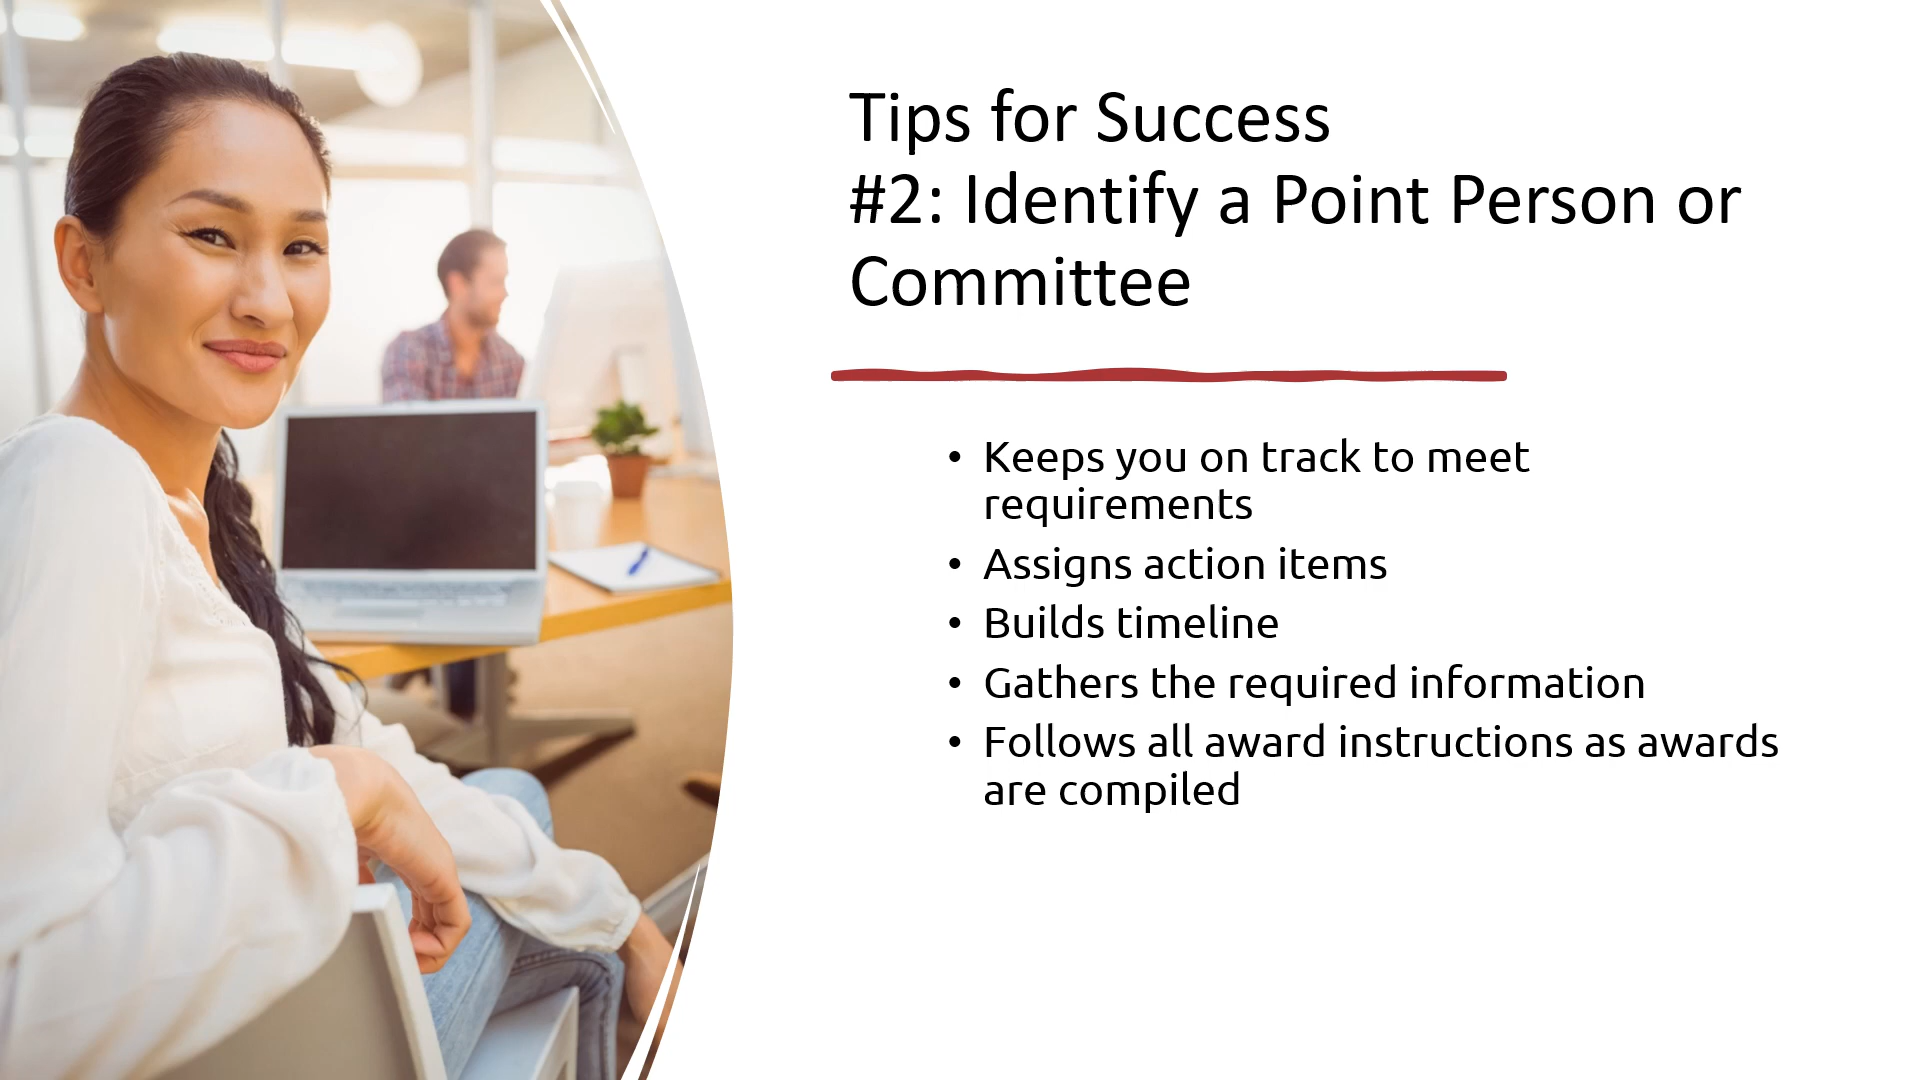 Tips for Success
#2: Identify a Point Person or
Committee
• Keeps you on track to meet
requirements
• Assigns action items
• Builds timeline
• Gathers the required information
• Follows all award instructions as awards
are compiled